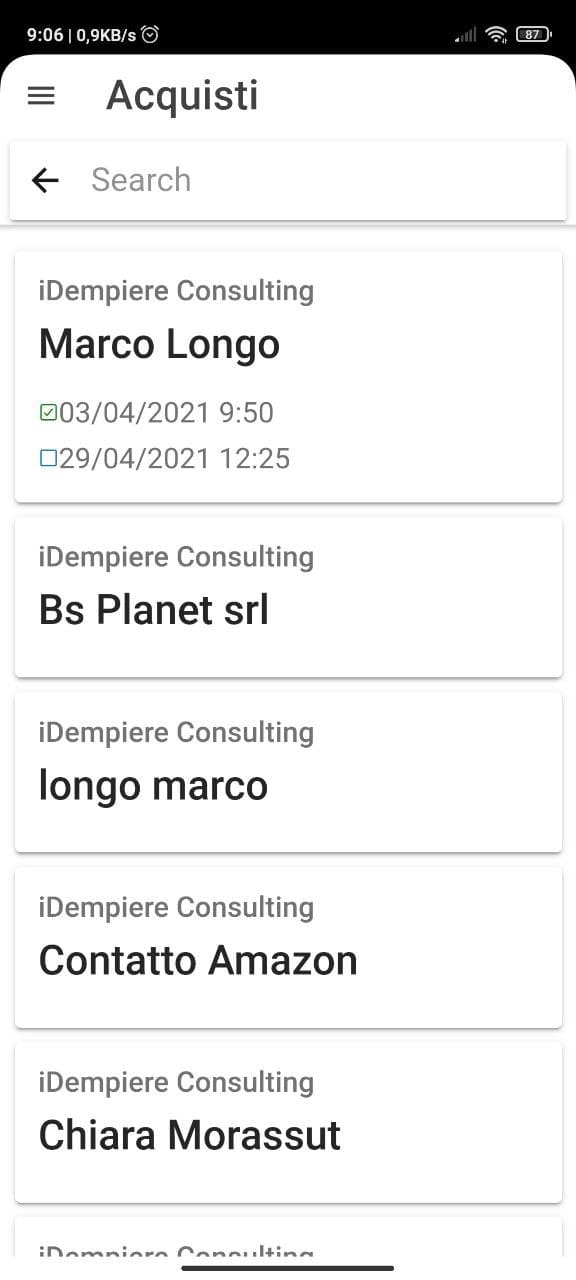 9:06 | 0,9KB/s
87
Acquisti
Search
iDempiere Consulting
Marco Longo
03/04/2021 9:50
29/04/2021 12:25
iDempiere Consulting
Bs Planet srl
iDempiere Consulting
longo marco
iDempiere Consulting
Contatto Amazon
iDempiere Consulting
Chiara Morassut
iDempiere Consulting